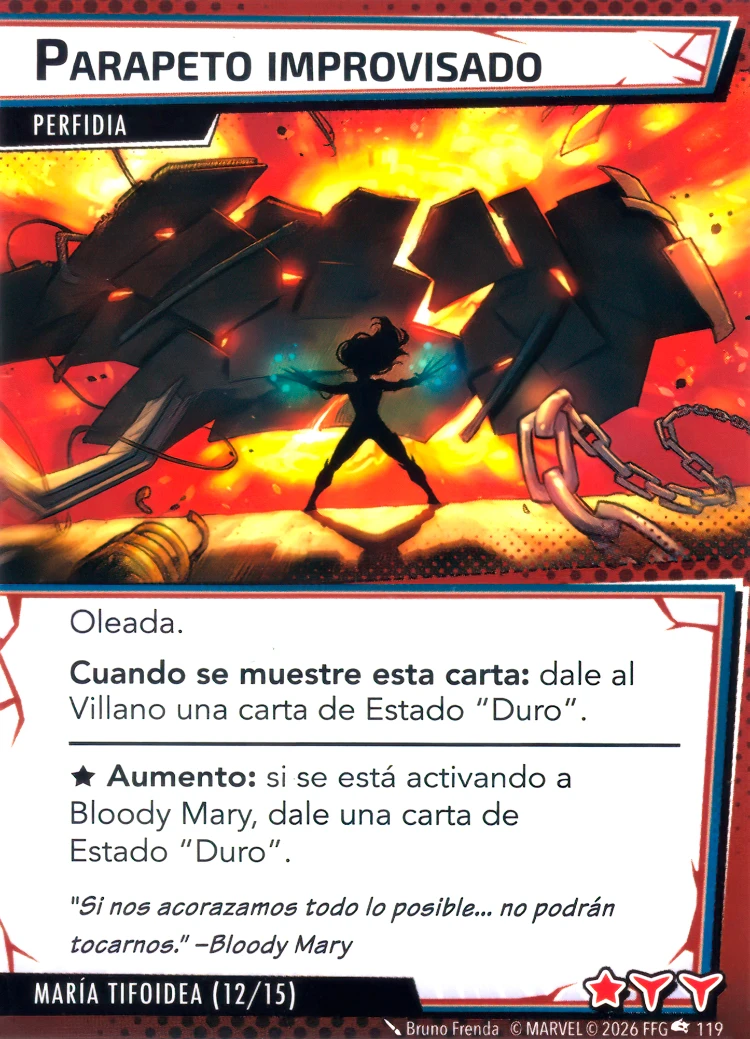 PARAPETO IMPROVISADO
PERFIDIA
Oleada.
Cuando se muestre esta carta: dale al
Villano una carta de Estado "Duro".
★ Aumento: si se está activando a
Bloody Mary, dale una carta de
Estado "Duro".
"Si nos acorazamos todo lo posible... no podrán
tocarnos." –Bloody Mary
MARÍA TIFOIDEA (12/15)
Bruno Frenda © MARVEL © 2026 FFG 119